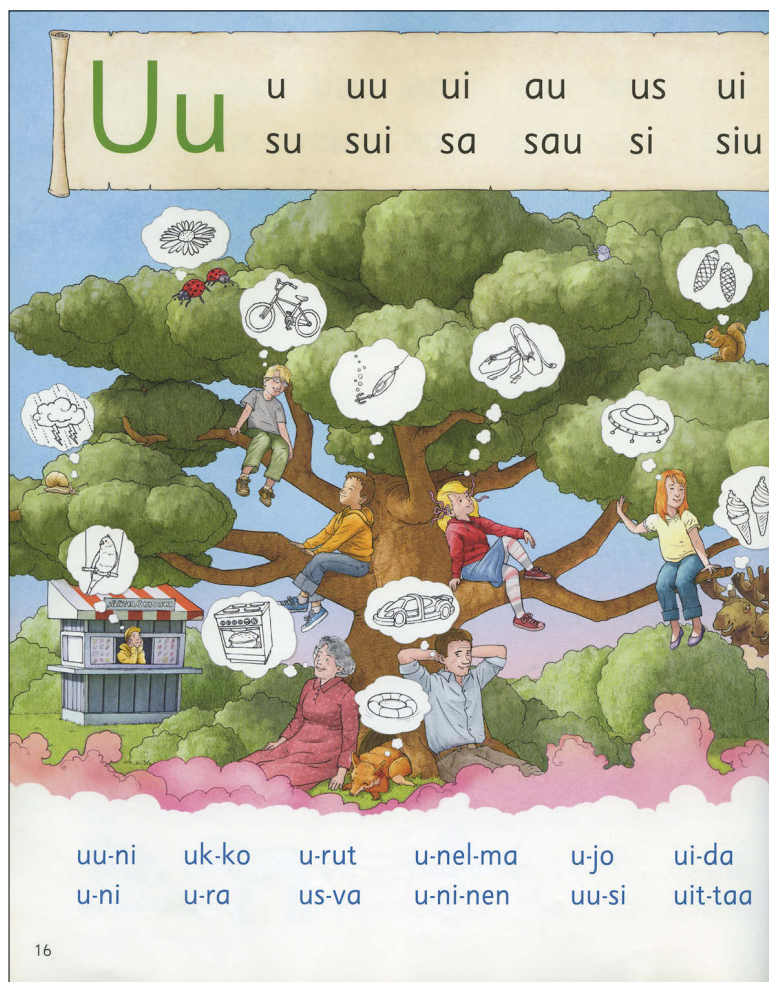 Uu
u uu ui au us ui
su sui sa sau si siu
JÄÄTELÖKIOSKI
uu-ni uk-ko u-rut u-nel-ma u-jo ui-da
u-ni u-ra us-va u-ni-nen uu-si uit-taa
16